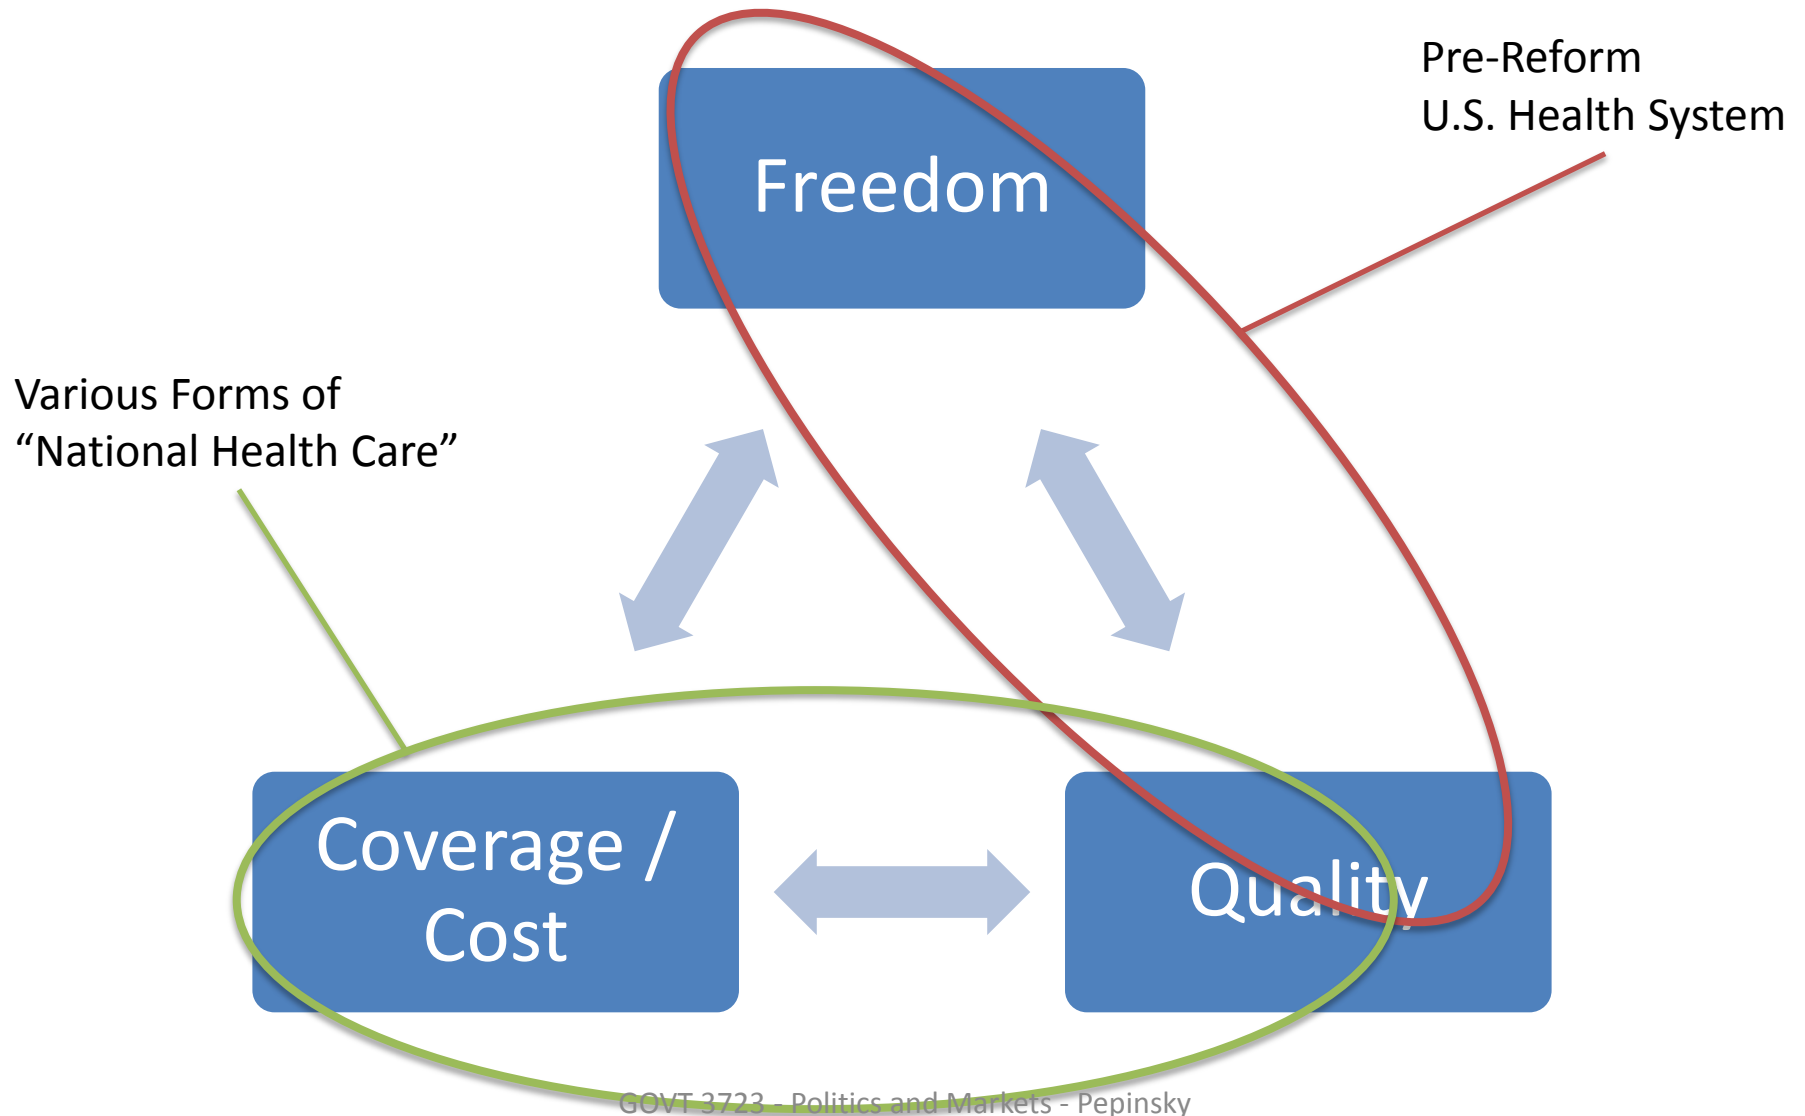 Pre-Reform
U.S. Health System
Freedom
Various Forms of
“National Health Care”
Coverage /
Cost
Quality
GOVT 3723 - Politics and Markets - Pepinsky